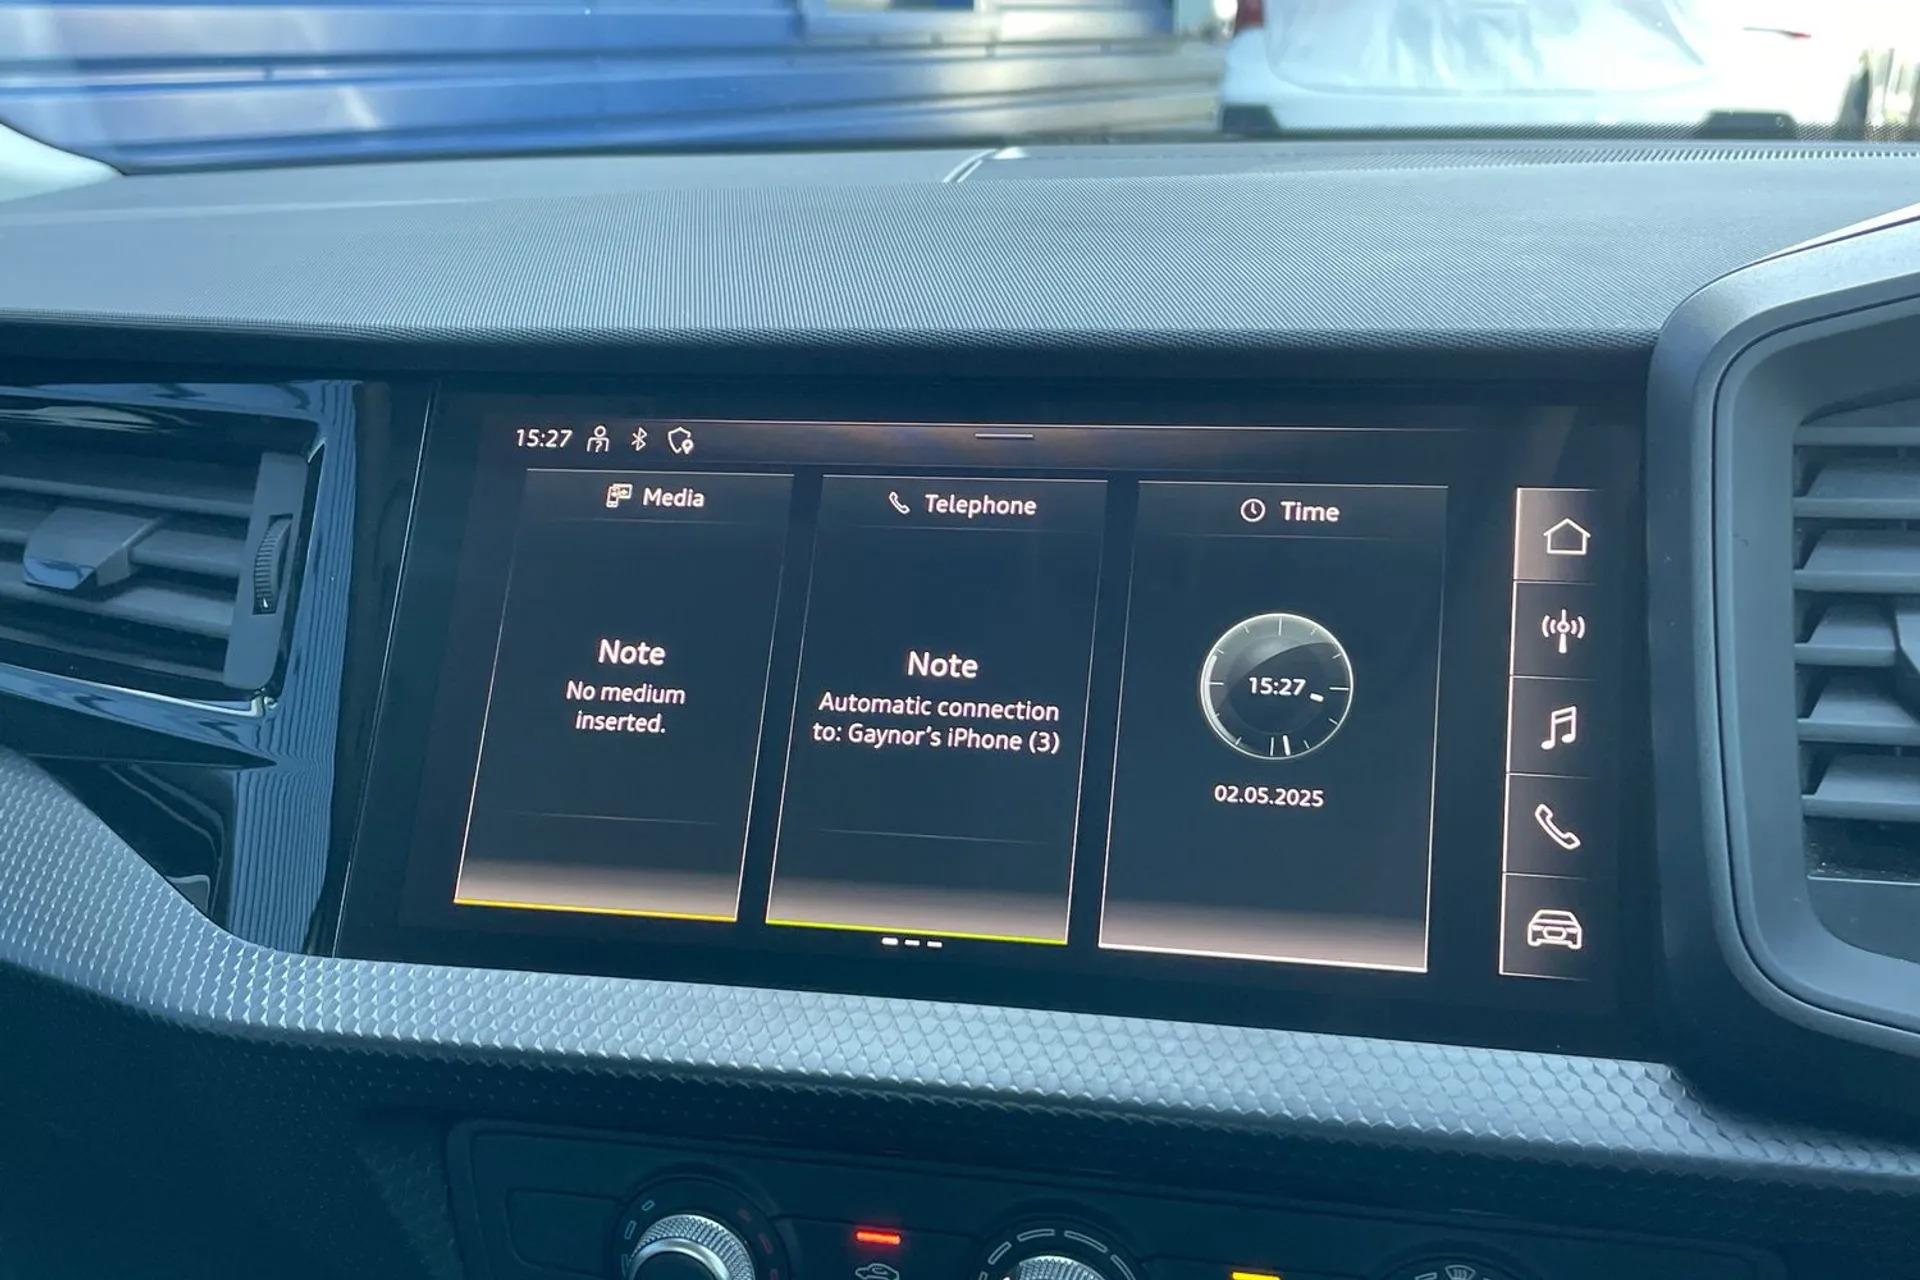 15:27
Media
Telephone
Time
Note
No medium
inserted.
Note
Automatic connection
to: Gaynor's iPhone (3)
15:27
02.05.2025